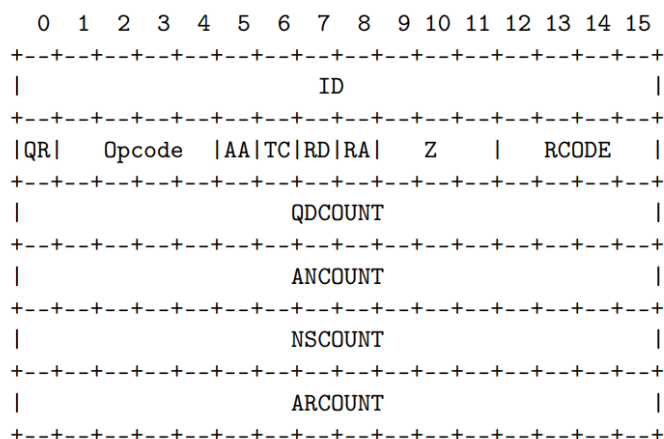 0 1 2 3 4 5 6 7 8 9 10 11 12 13 14 15
+--+--+--+--+--+--+--+--+--+--+--+--+--+--+--+--+
| ID |
+--+--+--+--+--+--+--+--+--+--+--+--+--+--+--+--+
|QR| Opcode |AA|TC|RD|RA| Z | RCODE |
+--+--+--+--+--+--+--+--+--+--+--+--+--+--+--+--+
| QDCOUNT |
+--+--+--+--+--+--+--+--+--+--+--+--+--+--+--+--+
| ANCOUNT |
+--+--+--+--+--+--+--+--+--+--+--+--+--+--+--+--+
| NSCOUNT |
+--+--+--+--+--+--+--+--+--+--+--+--+--+--+--+--+
| ARCOUNT |
+--+--+--+--+--+--+--+--+--+--+--+--+--+--+--+--+